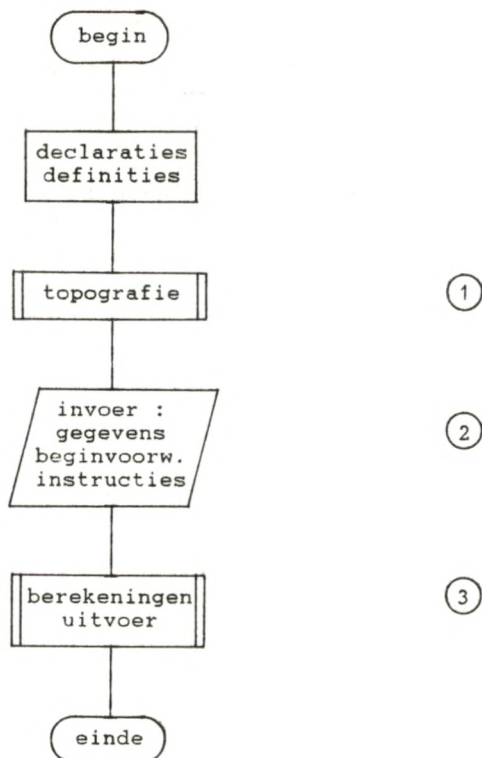 begin
declaraties
definities
topografie
1
invoer :
gegevens
beginvoorw.
instructies
2
berekeningen
uitvoer
3
einde